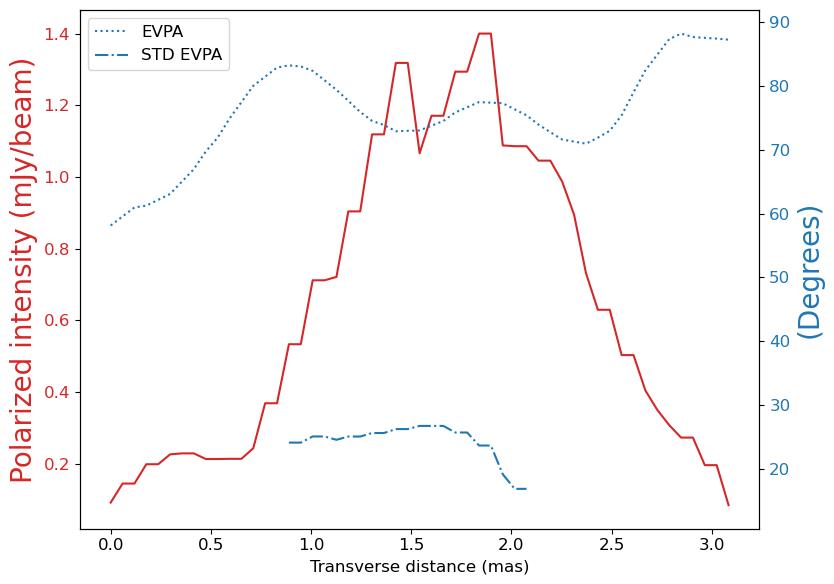 EVPA
STD EVPA
Polarized intensity (mJy/beam)
1.4
1.2
1.0
0.8
0.6
0.4
0.2
90
80
70
60
50
40
30
20
(Degrees)
0.0 0.5 1.0 1.5 2.0 2.5 3.0
Transverse distance (mas)